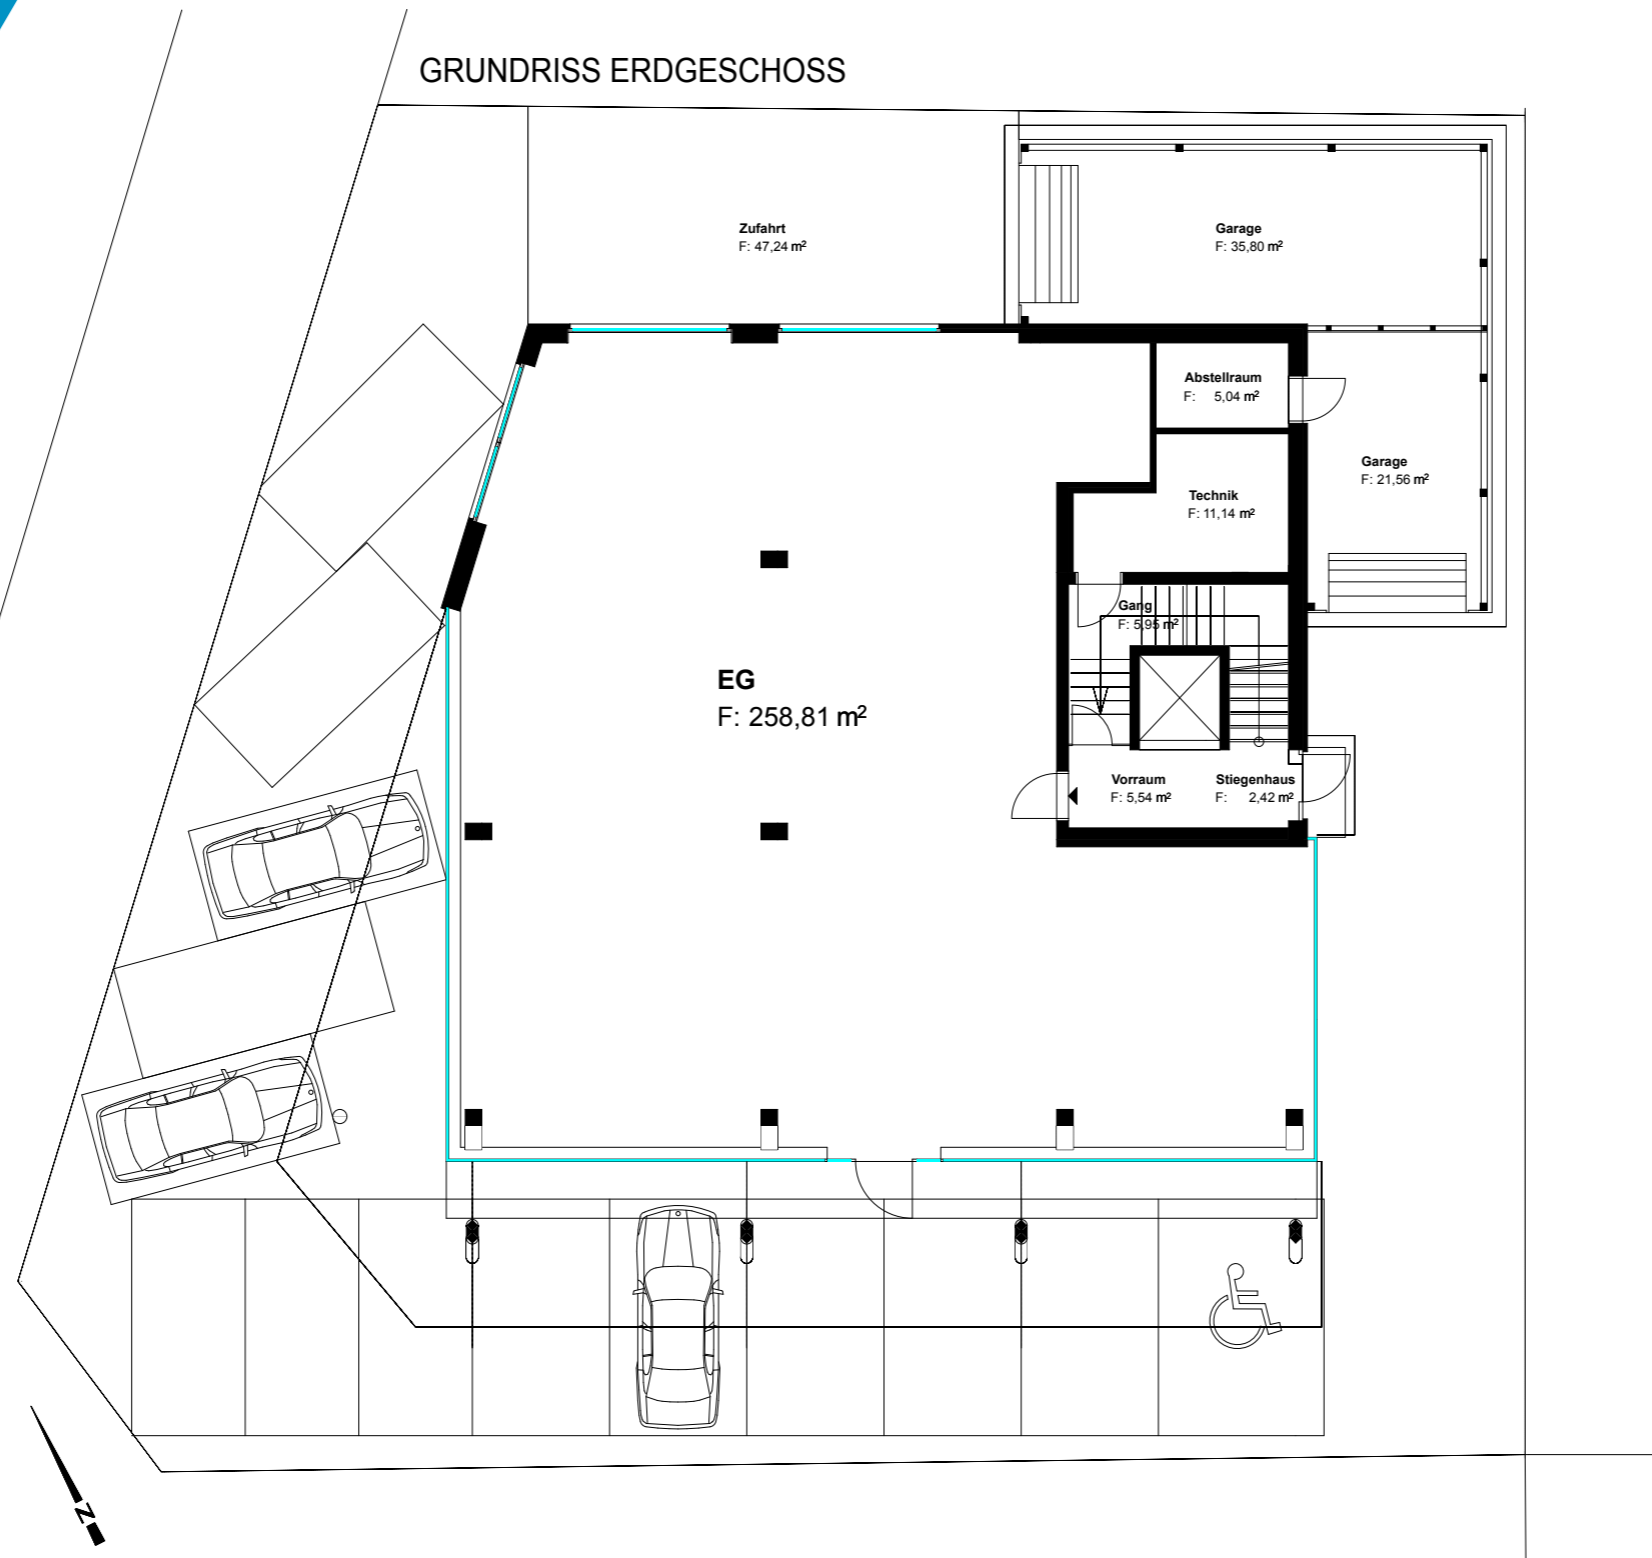 GRUNDRISS ERDGESCHOSS
Zufahrt
F: 47,24 m²
Garage
F: 35,80 m²
Abstellraum
F: 5,04 m²
Garage
F: 21,56 m²
Technik
F: 11,14 m²
Gang
F: 5,95 m²
EG
F: 258,81 m²
Vorraum
F: 5,54 m²
Stiegenhaus
F: 2,42 m²
N